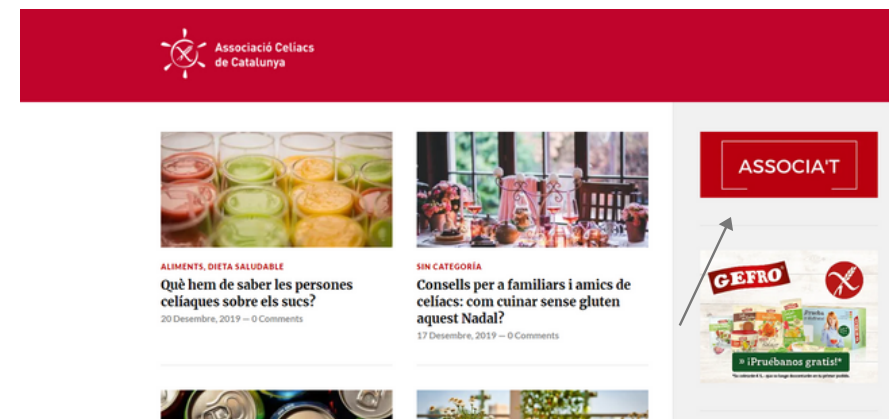 Associació Celíacs
de Catalunya
ALIMENTS, DIETA SALUDABLE
Què hem de saber les persones
celíaques sobre els sucs?
20 Desembre, 2019 — 0 Comments
SIN CATEGORÍA
Consells per a familiars i amics de
celíacs: com cuinar sense gluten
aquest Nadal?
17 Desembre, 2019 — 0 Comments
ASSOCIA'T
GEFRO
» ¡Pruébanos gratis!*